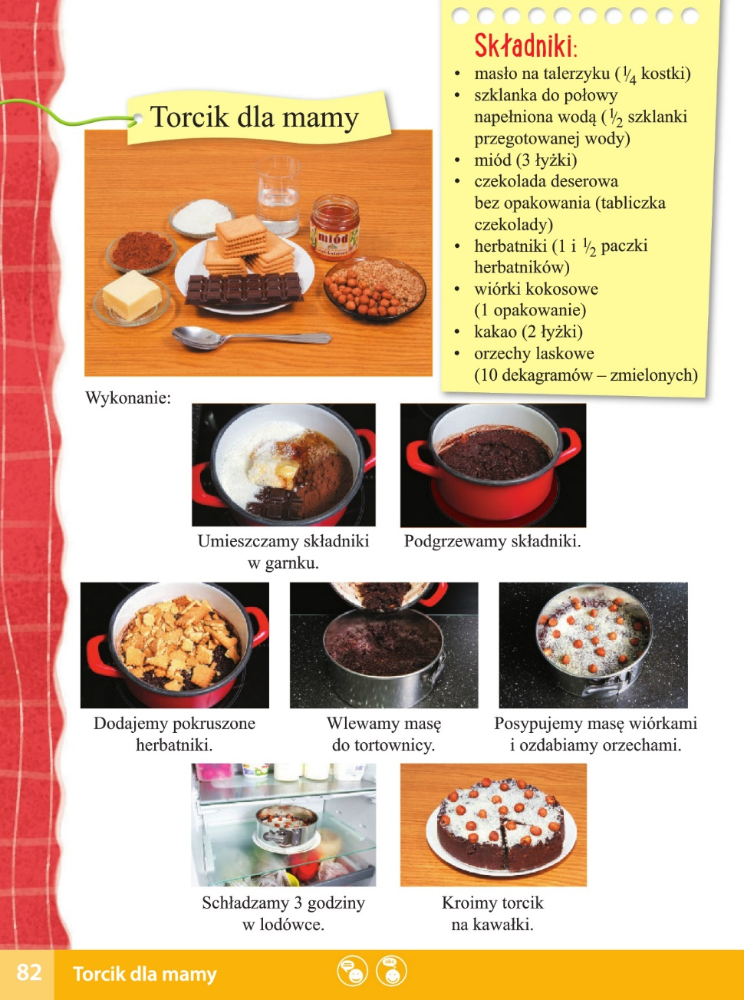 Składniki:
• masło na talerzyku (1/4 kostki)
• szklanka do połowy
napełniona wodą (1/2 szklanki
przegotowanej wody)
• miód (3 łyżki)
• czekolada deserowa
bez opakowania (tabliczka
czekolady)
• herbatniki (1 i 1/2 paczki
herbatników)
• wiórki kokosowe
(1 opakowanie)
• kakao (2 łyżki)
• orzechy laskowe
(10 dekagramów – zmielonych)
Torcik dla mamy
miód
Wykonanie:
Umieszczamy składniki
w garnku.
Podgrzewamy składniki.
Dodajemy pokruszone
herbatniki.
Wlewamy masę
do tortownicy.
Posypujemy masę wiórkami
i ozdabiamy orzechami.
Schładzamy 3 godziny
w lodówce.
Kroimy torcik
na kawałki.
82
Torcik dla mamy
abc